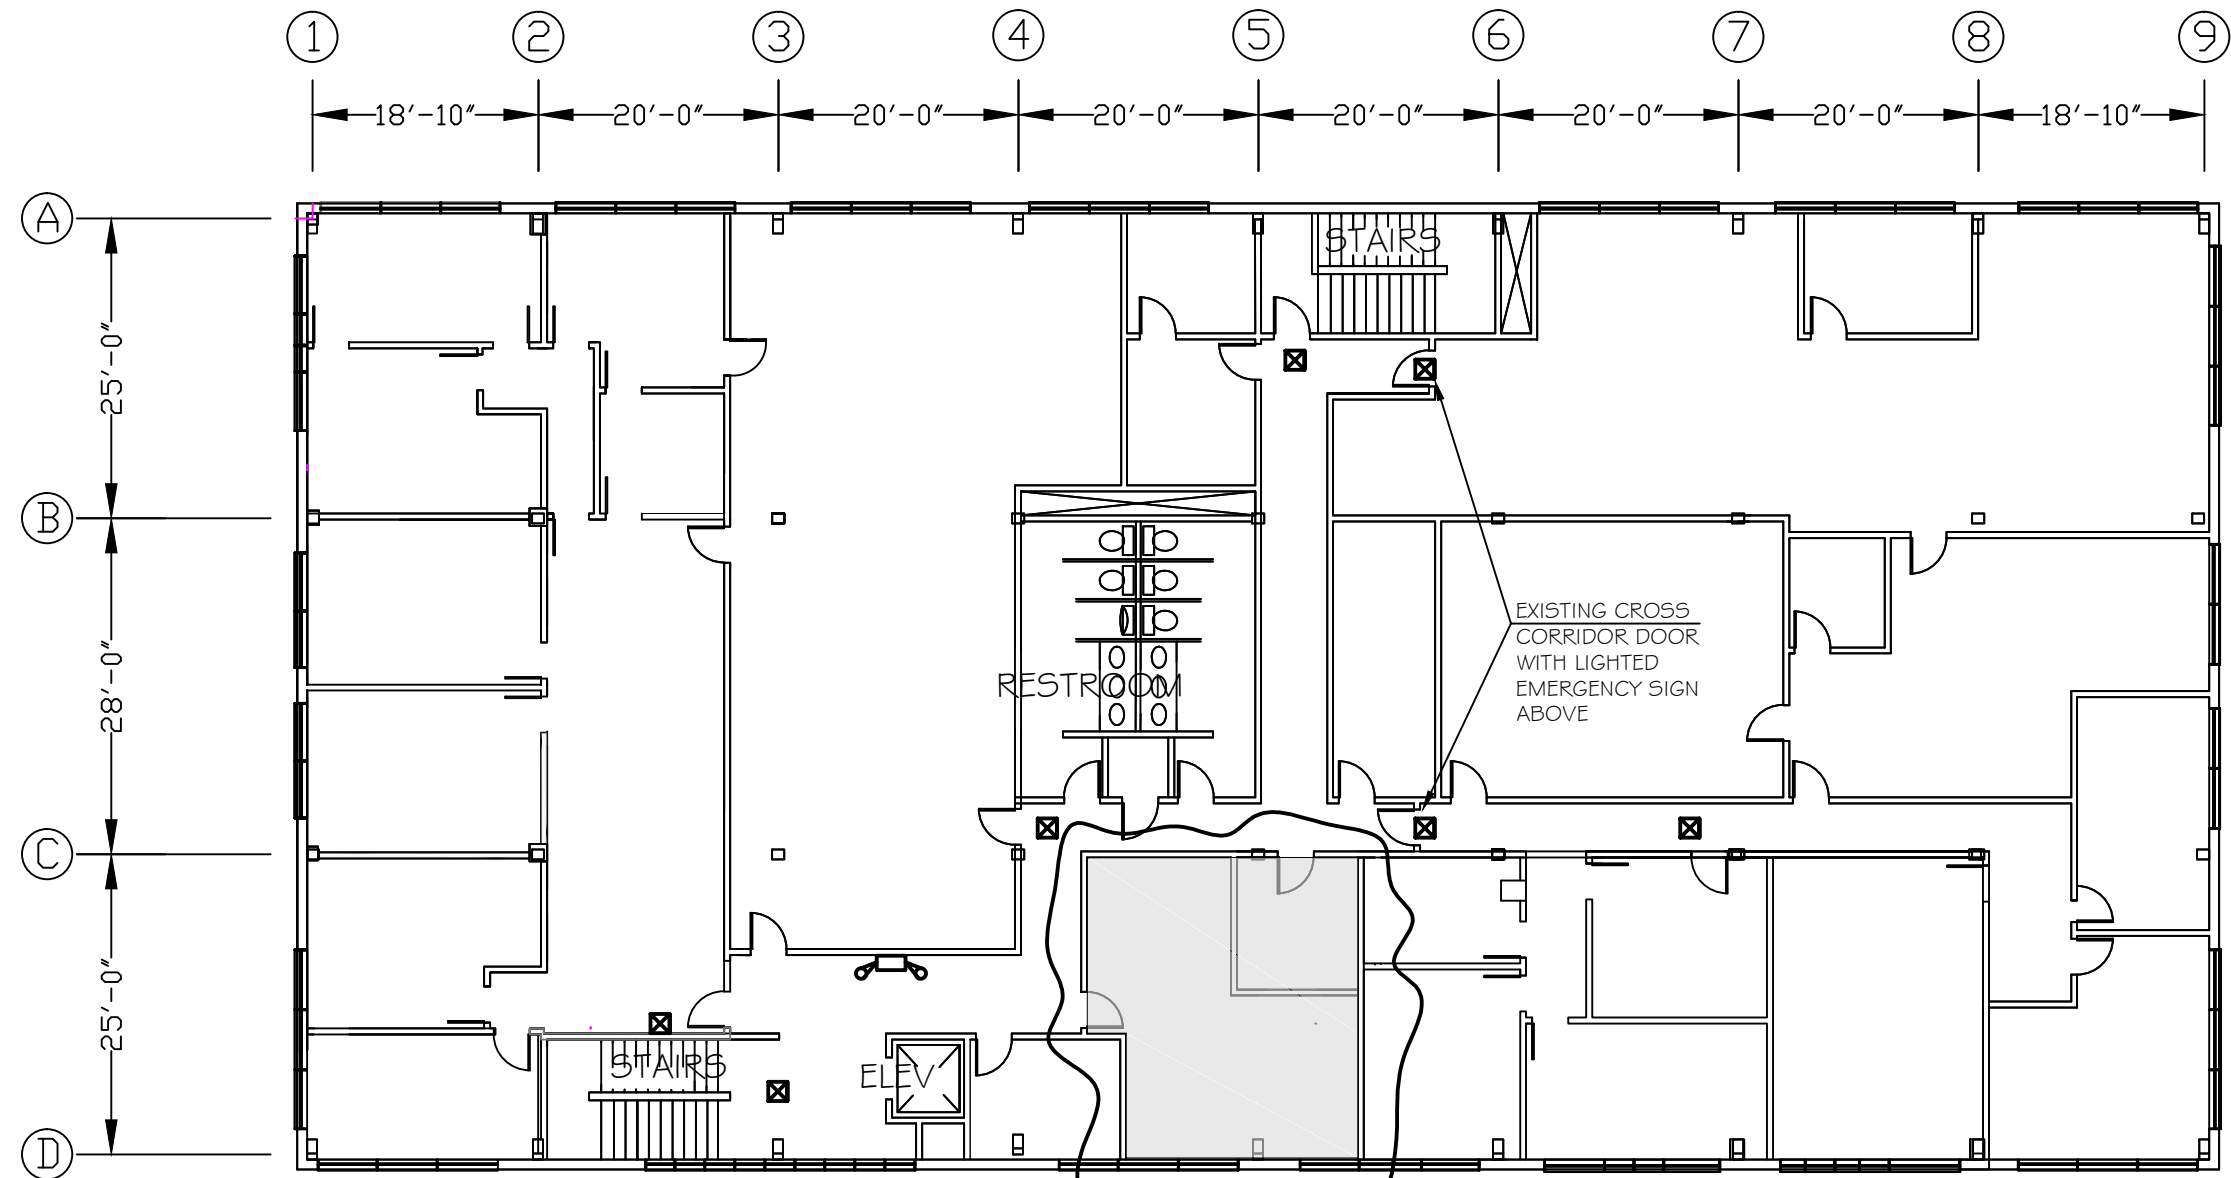 1 2 3 4 5 6 7 8 9
18'-10" 20'-0" 20'-0" 20'-0" 20'-0" 20'-0" 20'-0" 18'-10"
A
STAIRS
25'-0"
B
EXISTING CROSS
CORRIDOR DOOR
WITH LIGHTED
EMERGENCY SIGN
ABOVE
28'-0"
RESTROOM
C
25'-0"
STAIRS
ELEV
D